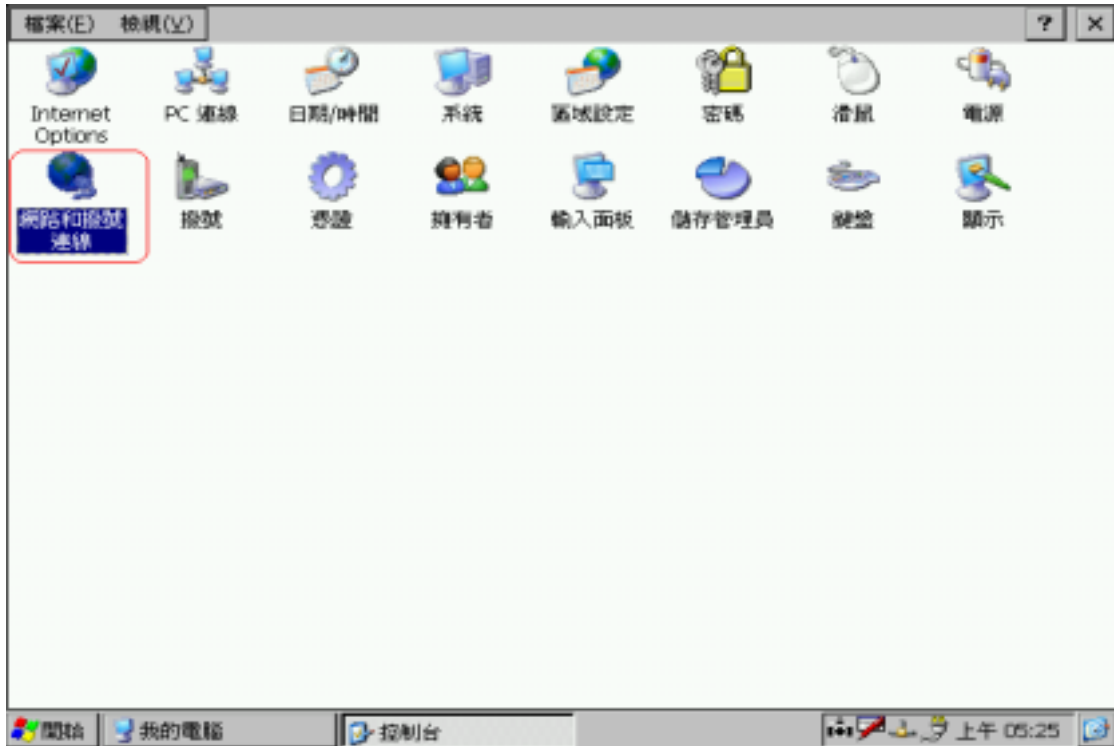 檔案(F) 檢視(V)
? ×
Internet Options
PC 連線
日期/時間
系統
區域設定
密碼
滑鼠
電源
網路和撥號連線
撥號
憑證
擁有者
輸入面板
儲存管理員
鍵盤
顯示
開始
我的電腦
控制台
上午 05:25